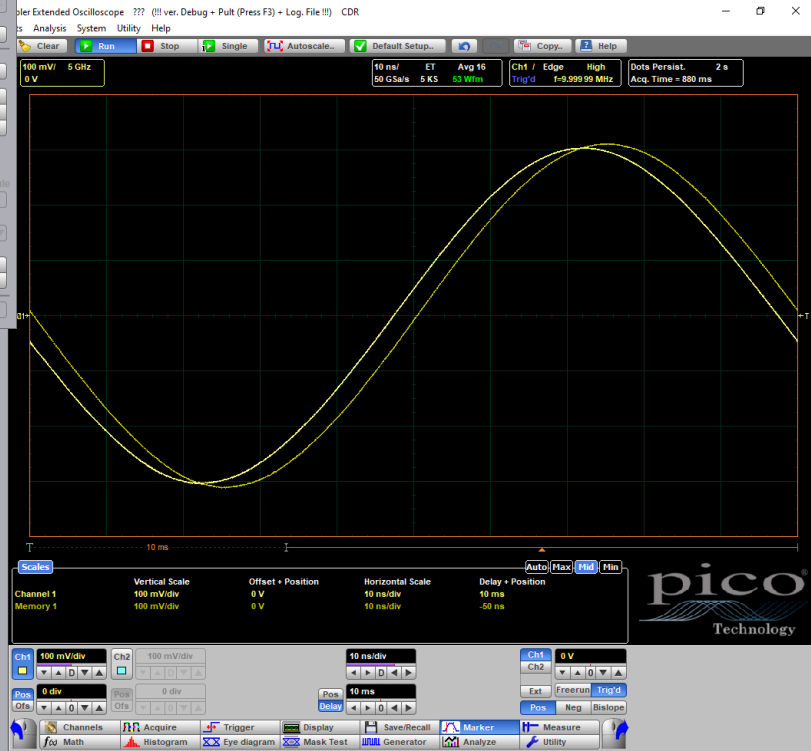 pler Extended Oscilloscope ??? (!!! ver. Debug + Pult (Press F3) + Log. File !!!) CDR
ts Analysis System Utility Help
Clear Run Stop Single Autoscale.. Default Setup.. Copy.. Help
100 mV/ 5 GHz
0 V
10 ns/ ET Avg 16
50 GSa/s 5 KS 53 Wfm
Ch1 / Edge High
Trig'd f=9.99999 MHz
Dots Persist. 2 s
Acq. Time = 880 ms
T
T 10 ms
Scales
Auto Max Mid Min
Vertical Scale Offset + Position Horizontal Scale Delay + Position
Channel 1 100 mV/div 0 V 10 ns/div 10 ms
Memory 1 100 mV/div 0 V 10 ns/div -50 ns
pico®
Technology
Ch1 100 mV/div Ch2 100 mV/div 10 ns/div Ch1 0 V
D D D Ch2 0
Pos 0 div Pos 0 div Pos 10 ms Ext Freerun Trig'd
Ofs 0 Ofs 0 Delay 0 Pos Neg Bislope
Channels Acquire Trigger Display Save/Recall Marker Measure
f(x) Math Histogram Eye diagram Mask Test Generator Analyze Utility